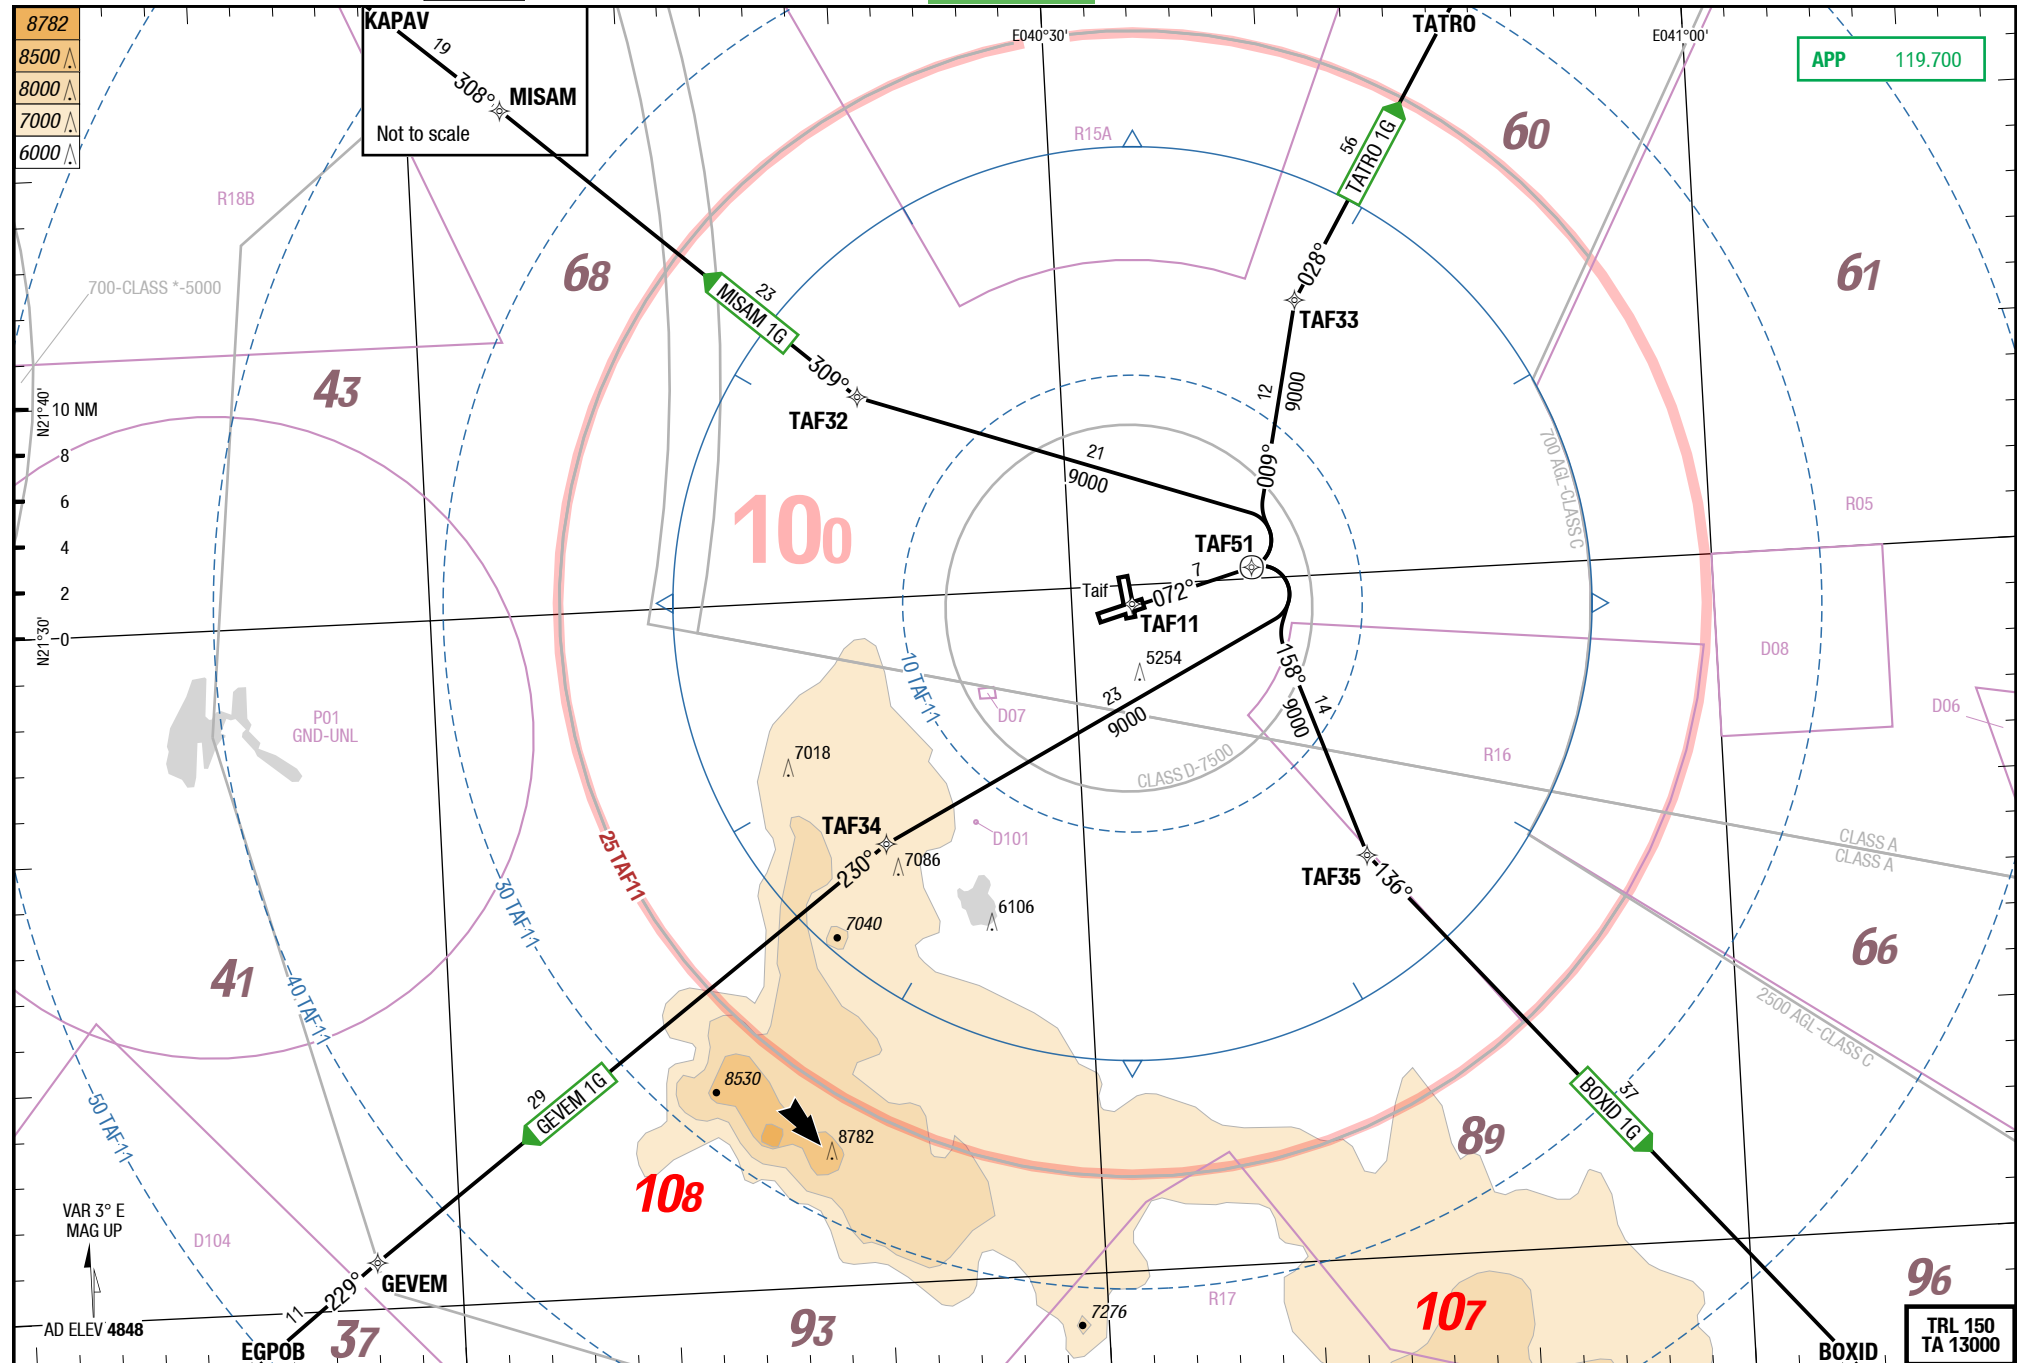 8782
8500
8000
7000
6000
KAPAV
19
308°
MISAM
Not to scale
E040°30'
TATRO
E041°00'
APP 119.700
R15A
56
TATRO 1G
60
R18B
68
028°
61
700-CLASS *-5000
23
MISAM 1G
TAF33
309°
43
N21°40'
10 NM
TAF32
12
9000
8
21
9000
009°
700 AGL-CLASS C
6
R05
100
4
TAF51
7
Taif
072°
2
TAF11
N21°30'
0
158°
D08
5254
10 TAF11
23
9000
14
9000
D07
D06
P01
GND-UNL
7018
CLASS D-7500
R16
TAF34
D101
CLASS A
CLASS A
25 TAF11
230°
7086
TAF35
136°
30 TAF11
6106
7040
66
41
40 TAF11
2500 AGL-CLASS C
8530
29
GEVEM 1G
37
BOXID 1G
50 TAF11
8782
89
108
VAR 3° E
MAG UP
D104
GEVEM
229°
96
R17
107
7276
11
AD ELEV 4848
37
93
EGPOB
BOXID
TRL 150
TA 13000